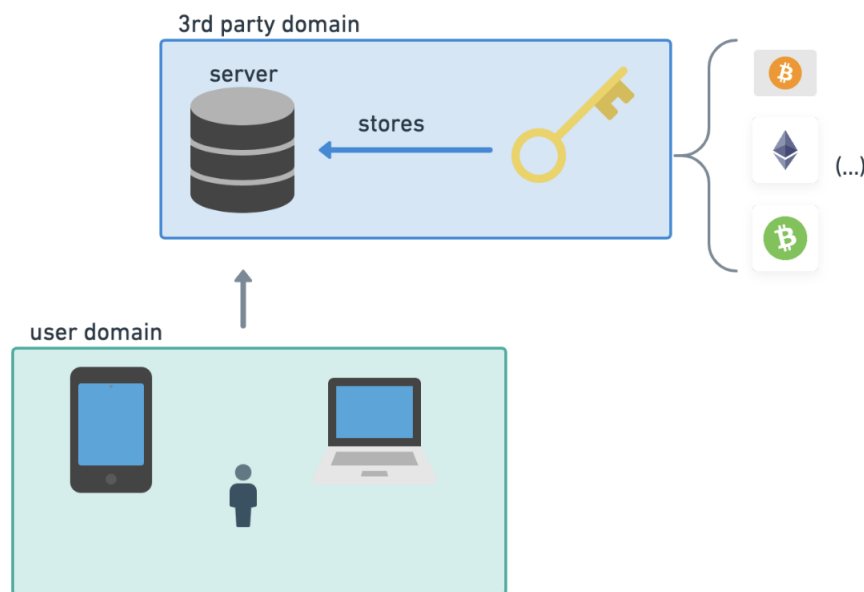 3rd party domain
server
stores
(...)
user domain